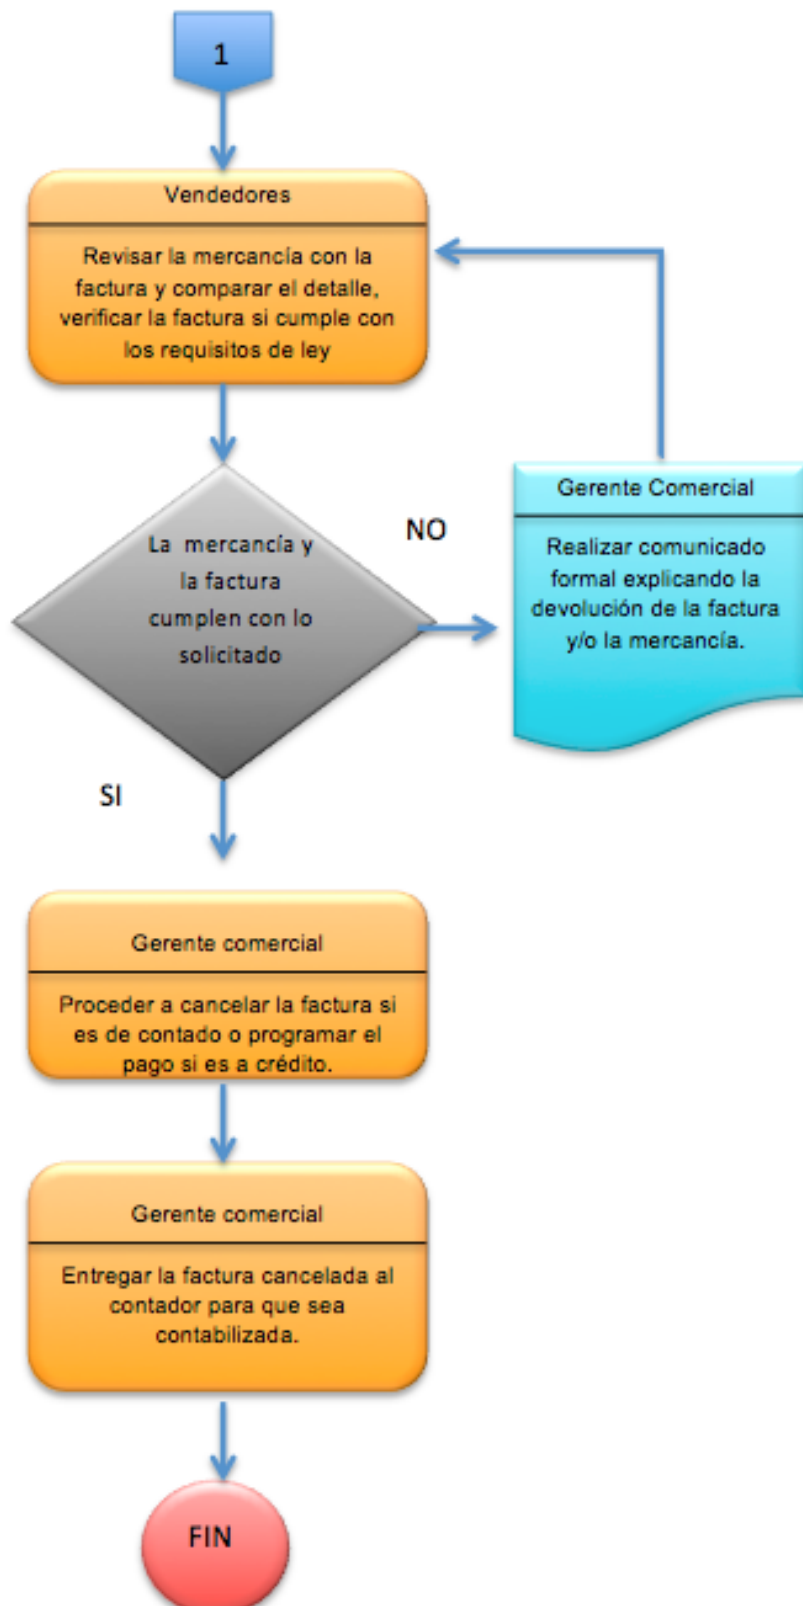 1
Vendedores
Revisar la mercancía con la
factura y comparar el detalle,
verificar la factura si cumple con
los requisitos de ley
La mercancía y
la factura
cumplen con lo
solicitado
NO
Gerente Comercial
Realizar comunicado
formal explicando la
devolución de la factura
y/o la mercancía.
SI
Gerente comercial
Proceder a cancelar la factura si
es de contado o programar el
pago si es a crédito.
Gerente comercial
Entregar la factura cancelada al
contador para que sea
contabilizada.
FIN